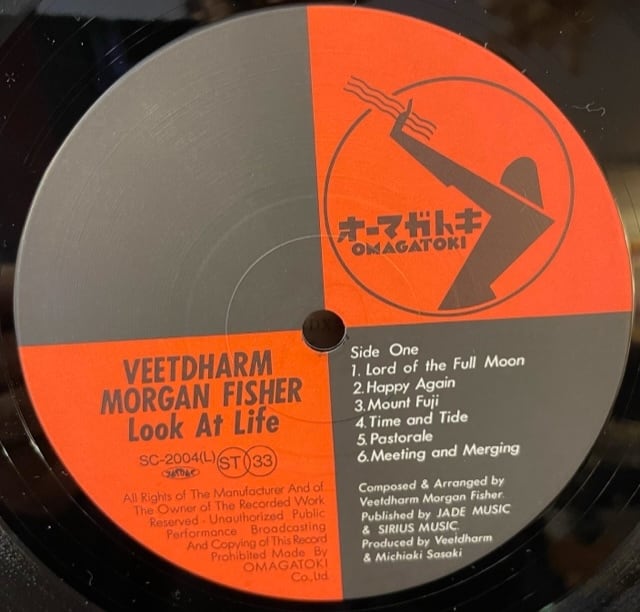 オーマガトキ
OMAGATOKI
VEETDHARM
MORGAN FISHER
Look At Life
SC-2004(L) ST 33
All Rights of The Manufacturer And of
The Owner of The Recorded Work
Reserved - Unauthorized Public
Performance Broadcasting
And Copying of This Record
Prohibited Made By
OMAGATOKI
Co., Ltd.
Side One
1. Lord of the Full Moon
2. Happy Again
3. Mount Fuji
4. Time and Tide
5. Pastorale
6. Meeting and Merging
Composed & Arranged by
Veetdharm Morgan Fisher.
Published by JADE MUSIC
& SIRIUS MUSIC
Produced by Veetdharm
& Michiaki Sasaki